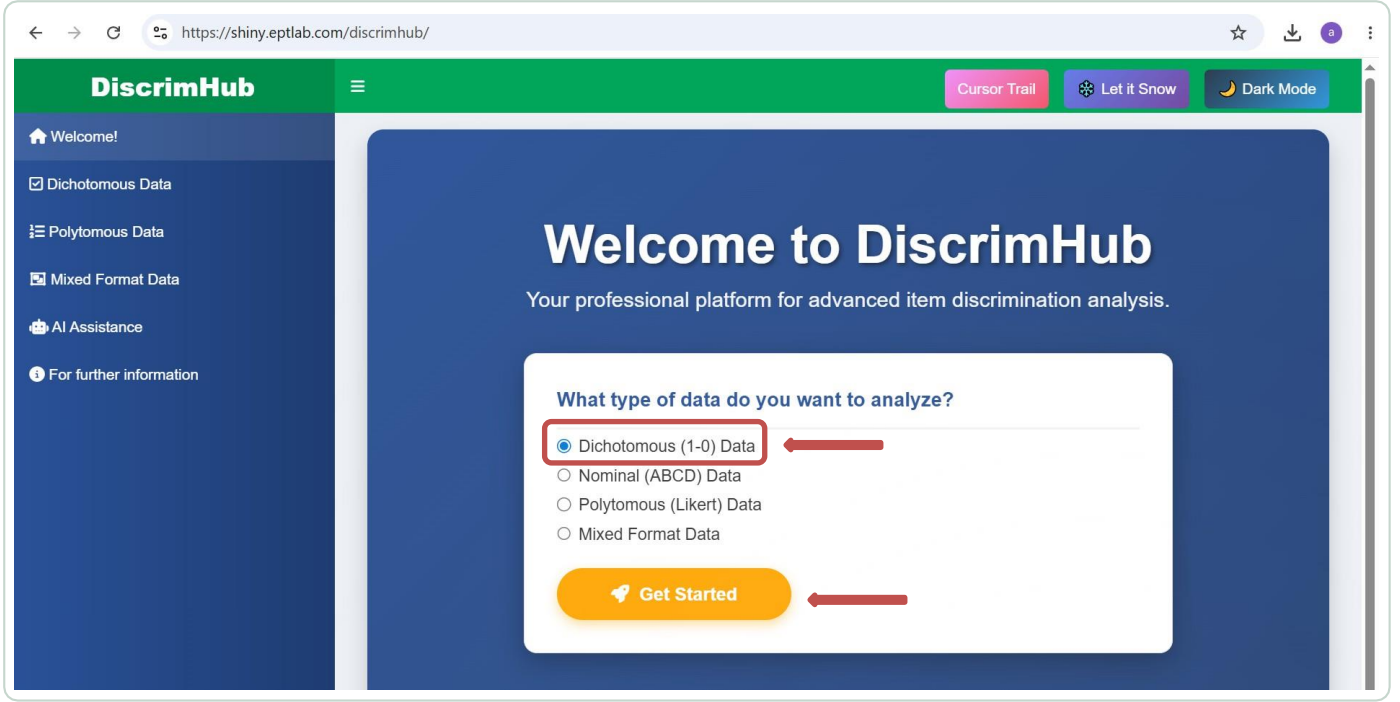 https://shiny.eptlab.com/discrimhub/
a
DiscrimHub
Cursor Trail
Let it Snow
Dark Mode
Welcome!
Dichotomous Data
Polytomous Data
Mixed Format Data
AI Assistance
For further information
Welcome to DiscrimHub
Your professional platform for advanced item discrimination analysis.
What type of data do you want to analyze?
Dichotomous (1-0) Data
Nominal (ABCD) Data
Polytomous (Likert) Data
Mixed Format Data
Get Started